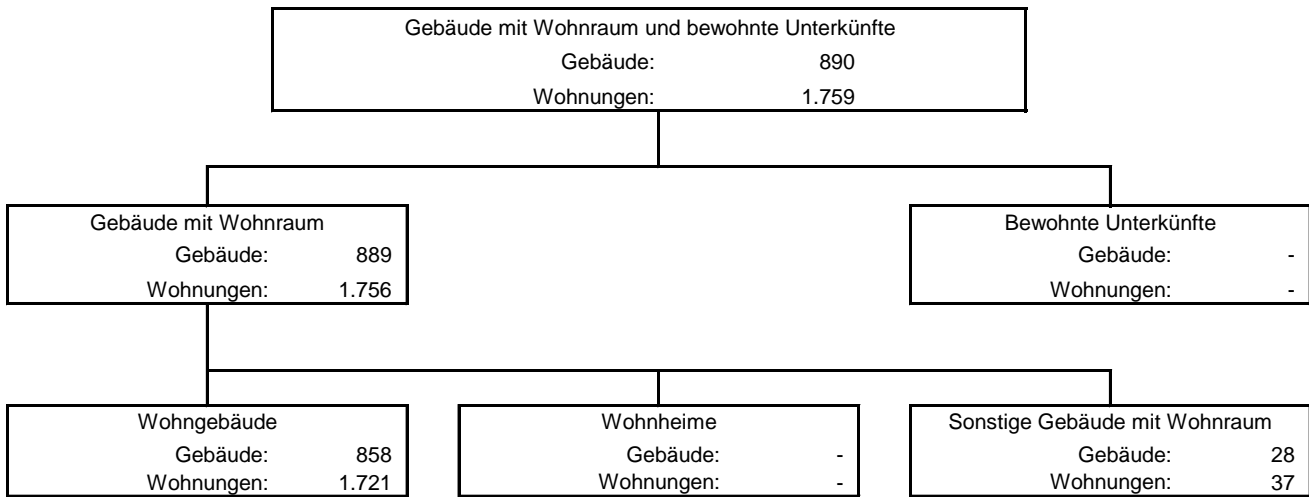 Gebäude mit Wohnraum und bewohnte Unterkünfte
Gebäude: 890
Wohnungen: 1.759
Gebäude mit Wohnraum
Gebäude: 889
Wohnungen: 1.756
Bewohnte Unterkünfte
Gebäude: -
Wohnungen: -
Wohngebäude
Gebäude: 858
Wohnungen: 1.721
Wohnheime
Gebäude: -
Wohnungen: -
Sonstige Gebäude mit Wohnraum
Gebäude: 28
Wohnungen: 37